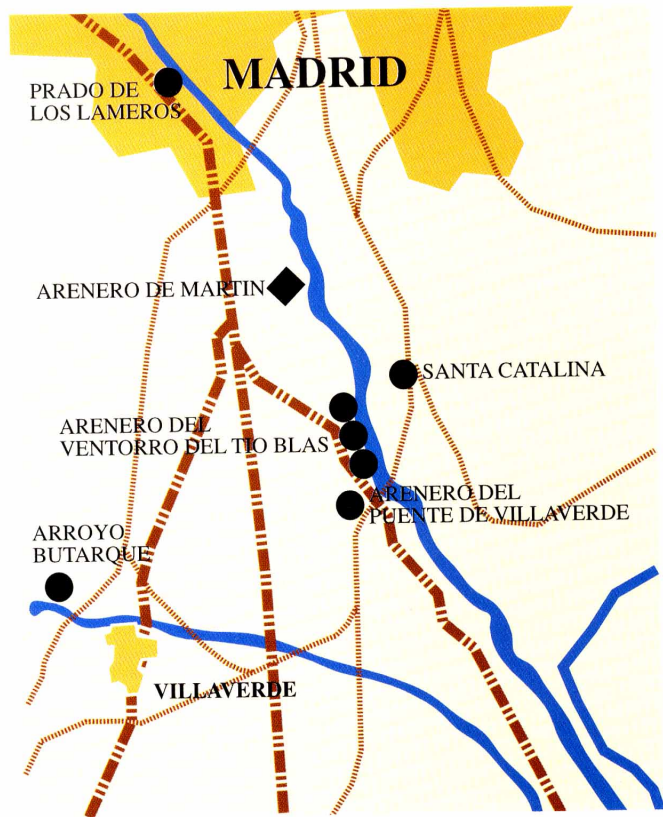 MADRID
PRADO DE
LOS LAMEROS
ARENERO DE MARTIN
SANTA CATALINA
ARENERO DEL
VENTORRO DEL TIO BLAS
ARENERO DEL
PUENTE DE VILLAVERDE
ARROYO
BUTARQUE
VILLAVERDE